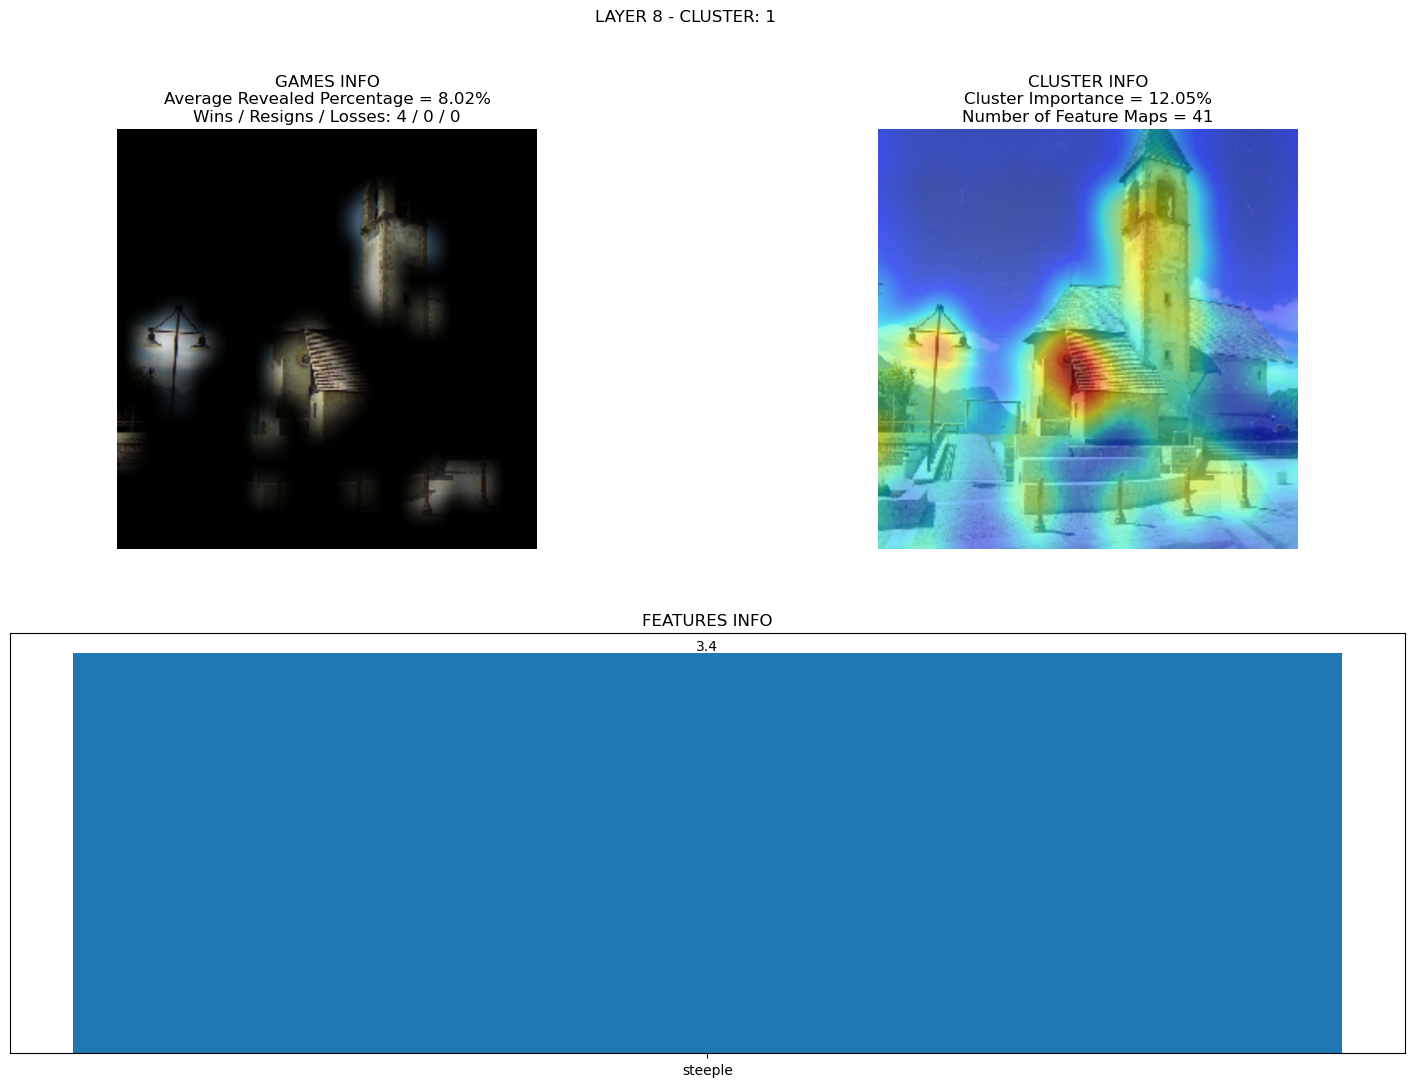 LAYER 8 - CLUSTER: 1
GAMES INFO
Average Revealed Percentage = 8.02%
Wins / Resigns / Losses: 4 / 0 / 0
CLUSTER INFO
Cluster Importance = 12.05%
Number of Feature Maps = 41
FEATURES INFO
3.4
steeple